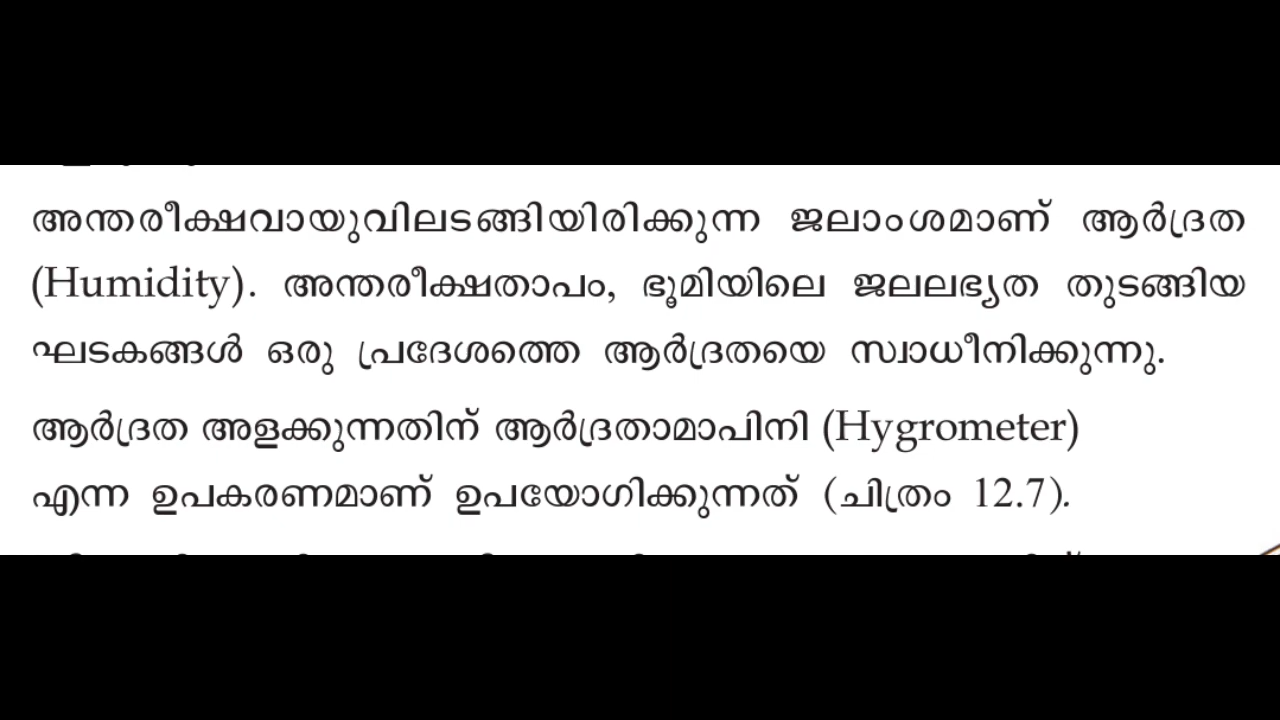 അന്തരീക്ഷവായുവിലടങ്ങിയിരിക്കുന്ന ജലാംശമാണ് ആർദ്രത
(Humidity). അന്തരീക്ഷതാപം, ഭൂമിയിലെ ജലലഭ്യത തുടങ്ങിയ
ഘടകങ്ങൾ ഒരു പ്രദേശത്തെ ആർദ്രതയെ സ്വാധീനിക്കുന്നു.
ആർദ്രത അളക്കുന്നതിന് ആർദ്രതാമാപിനി (Hygrometer)
എന്ന ഉപകരണമാണ് ഉപയോഗിക്കുന്നത് (ചിത്രം 12.7).